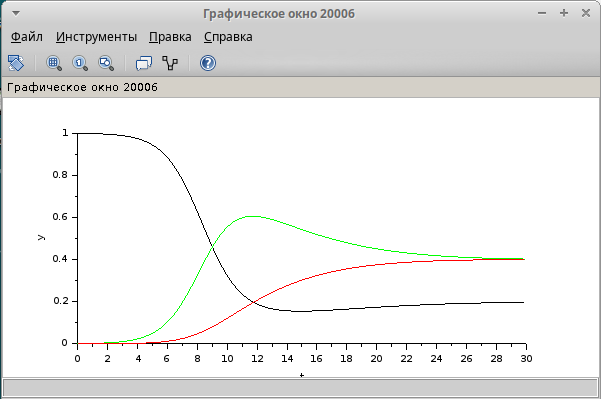 Графическое окно 20006
Файл Инструменты Правка Справка
Графическое окно 20006
1
0.8
0.6
0.4
0.2
0
y
0 2 4 6 8 10 12 14 16 18 20 22 24 26 28 30
t